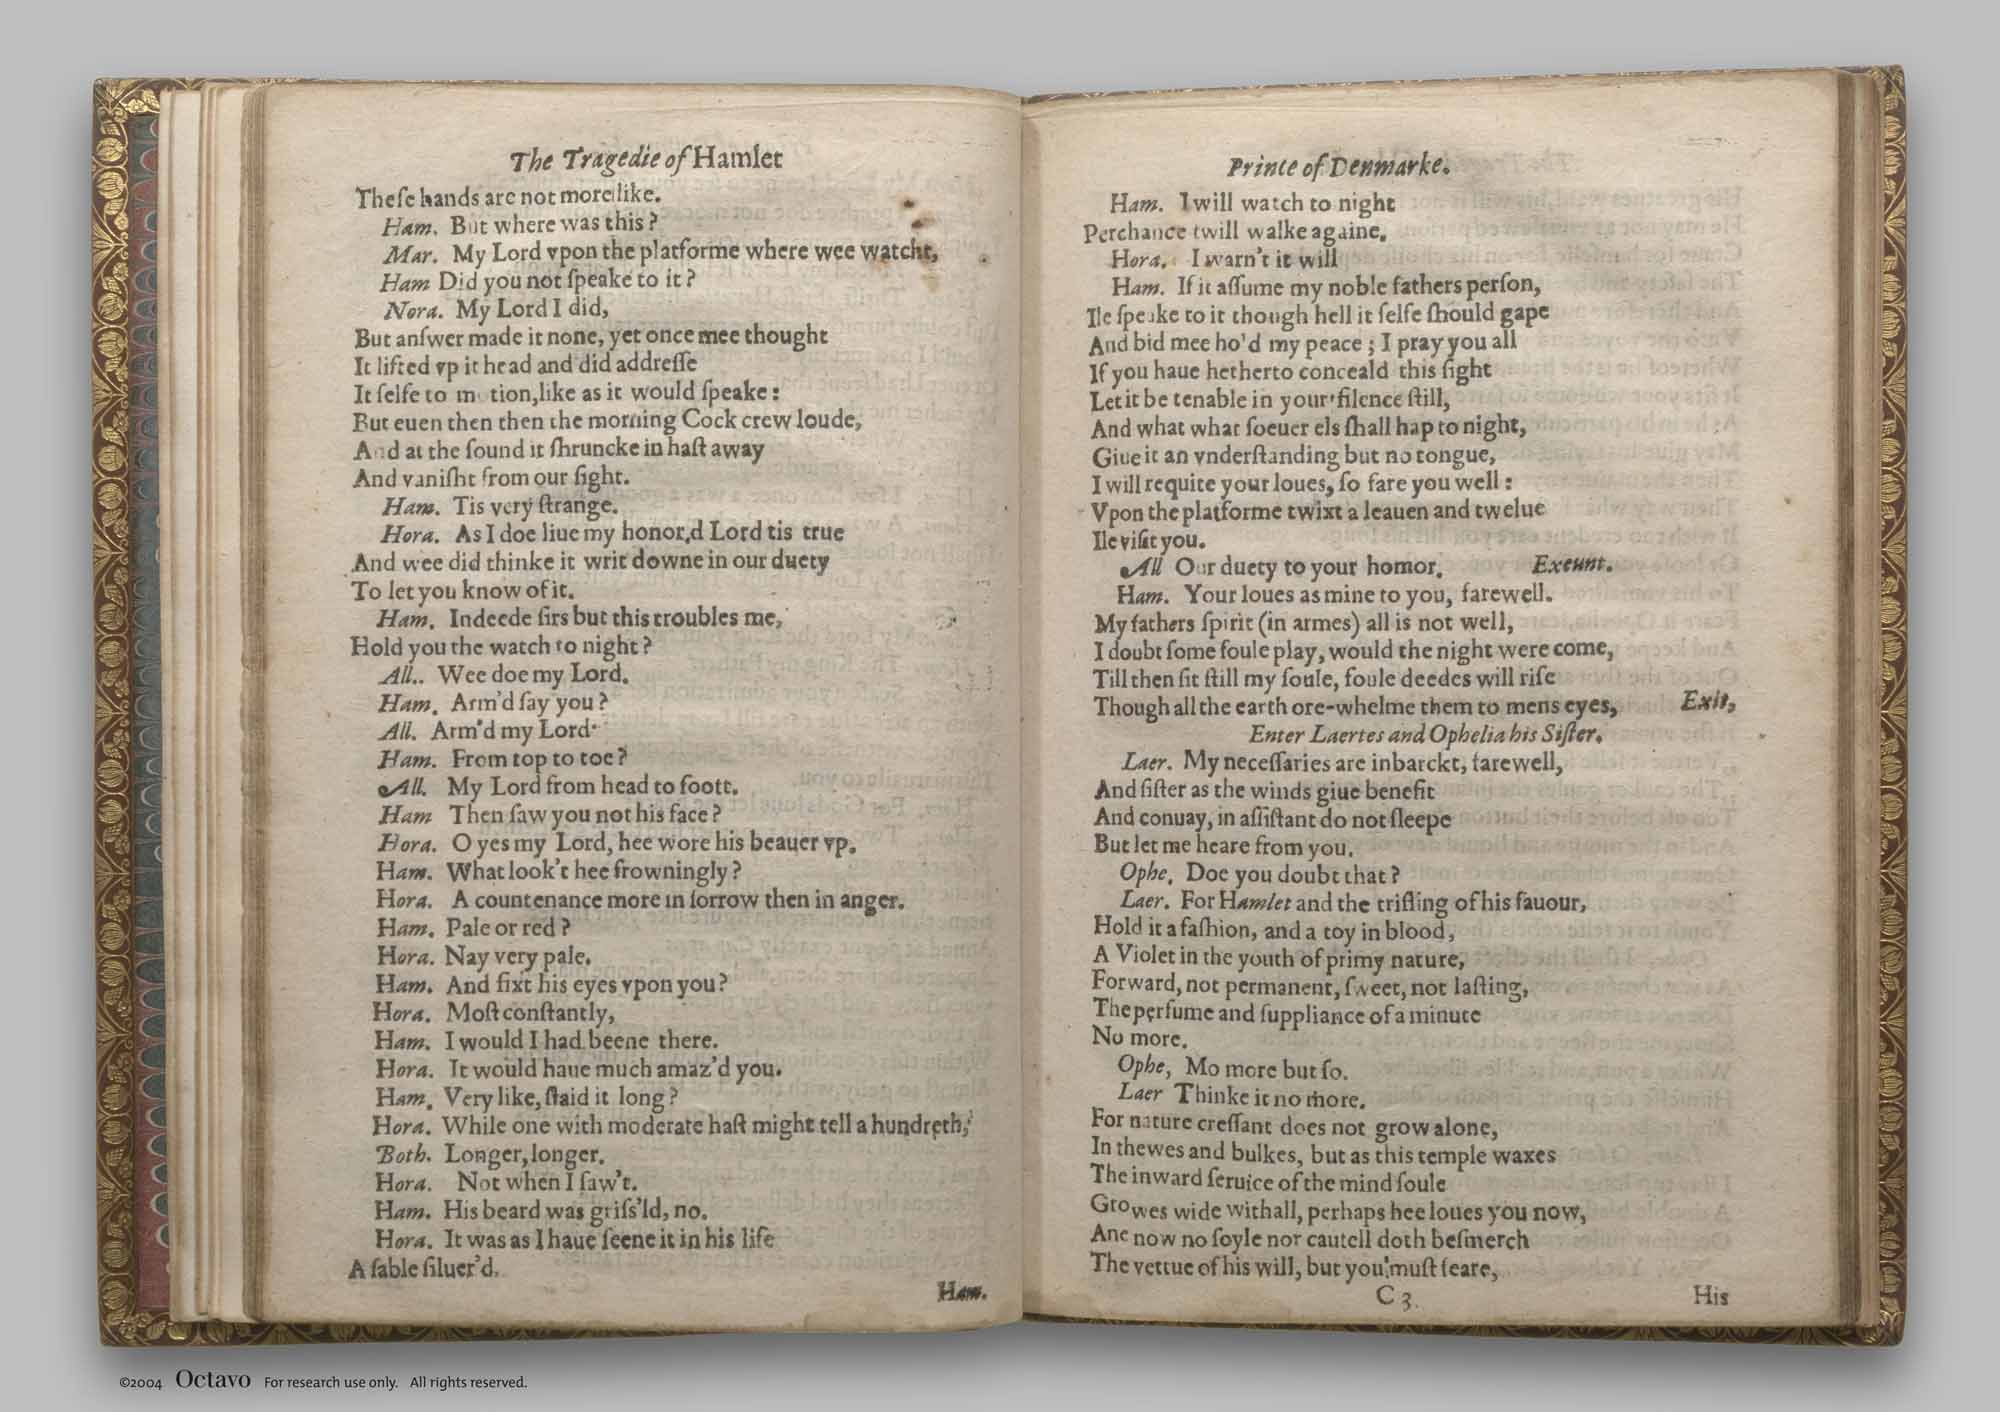 The Tragedie of Hamlet
Theſe hands are not more like.
Ham. But where was this?
Mar. My Lord vpon the platforme where wee watcht,
Ham Did you not ſpeake to it?
Nora. My Lord I did,
But anſwer made it none, yet once mee thought
It lifted vp it head and did addreſſe
It ſelfe to motion,like as it would ſpeake:
But euen then then the morning Cock crew loude,
And at the ſound it ſhruncke in haſt away
And vaniſht from our ſight.
Ham. Tis very ſtrange.
Hora. As I doe liue my honor,d Lord tis true
And wee did thinke it writ downe in our duety
To let you know of it.
Ham. Indeede ſirs but this troubles me,
Hold you the watch to night?
All.. Wee doe my Lord.
Ham. Arm'd ſay you?
All. Arm'd my Lord·
Ham. From top to toe?
All. My Lord from head to foott.
Ham Then ſaw you not his face?
Hora. O yes my Lord, hee wore his beauer vp.
Ham. What look't hee frowningly?
Hora. A countenance more in ſorrow then in anger.
Ham. Pale or red?
Hora. Nay very pale.
Ham. And fixt his eyes vpon you?
Hora. Moſt conſtantly,
Ham. I would I had beene there.
Hora. It would haue much amaz'd you.
Ham. Very like, ſtaid it long?
Hora. While one with moderate haſt might tell a hundreth,
Both. Longer,longer.
Hora. Not when I ſaw't.
Ham. His beard was griſs'ld, no.
Hora. It was as I haue ſeene it in his life
A ſable ſiluer'd.
Ham.
Prince of Denmarke.
Ham. I will watch to night
Perchance twill walke againe.
Hora. I warn't it will
Ham. If it aſſume my noble fathers perſon,
Ile ſpeake to it though hell it ſelfe ſhould gape
And bid mee ho'd my peace; I pray you all
If you haue hetherto conceald this ſight
Let it be tenable in your ſilence ſtill,
And what what ſoeuer els ſhall hap to night,
Giue it an vnderſtanding but no tongue,
I will requite your loues, ſo fare you well:
Vpon the platforme twixt a leauen and twelue
Ile viſit you.
All Our duety to your homor. Exeunt.
Ham. Your loues as mine to you, farewell.
My fathers ſpirit (in armes) all is not well,
I doubt ſome foule play, would the night were come,
Till then ſit ſtill my ſoule, foule deedes will riſe
Though all the earth ore-whelme them to mens eyes, Exit,
Enter Laertes and Ophelia his Siſter.
Laer. My neceſſaries are inbarckt, farewell,
And ſiſter as the winds giue benefit
And conuay, in aſſiſtant do not ſleepe
But let me heare from you.
Ophe. Doe you doubt that?
Laer. For Hamlet and the trifling of his fauour,
Hold it a faſhion, and a toy in blood,
A Violet in the youth of primy nature,
Forward, not permanent, ſweet, not laſting,
The perfume and ſuppliance of a minute
No more.
Ophe, Mo more but ſo.
Laer Thinke it no more.
For nature creſſant does not grow alone,
In thewes and bulkes, but as this temple waxes
The inward ſeruice of the mind ſoule
Growes wide withall, perhaps hee loues you now,
Ane now no ſoyle nor cautell doth beſmerch
The vertue of his will, but you muſt feare,
C 3. His
©2004 Octavo For research use only. All rights reserved.